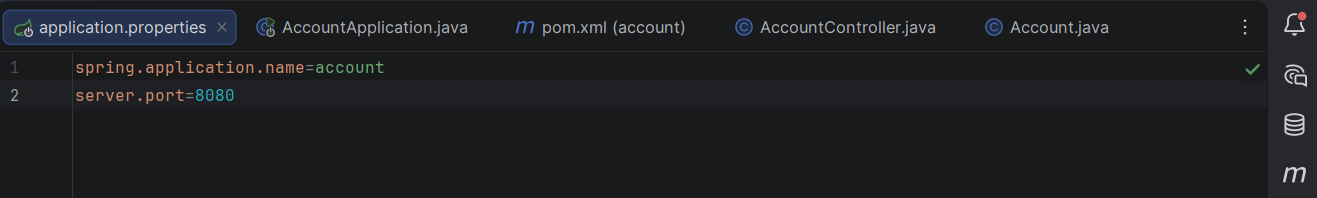 application.properties AccountApplication.java m pom.xml (account) C AccountController.java C Account.java
1 spring.application.name=account
2 server.port=8080
m